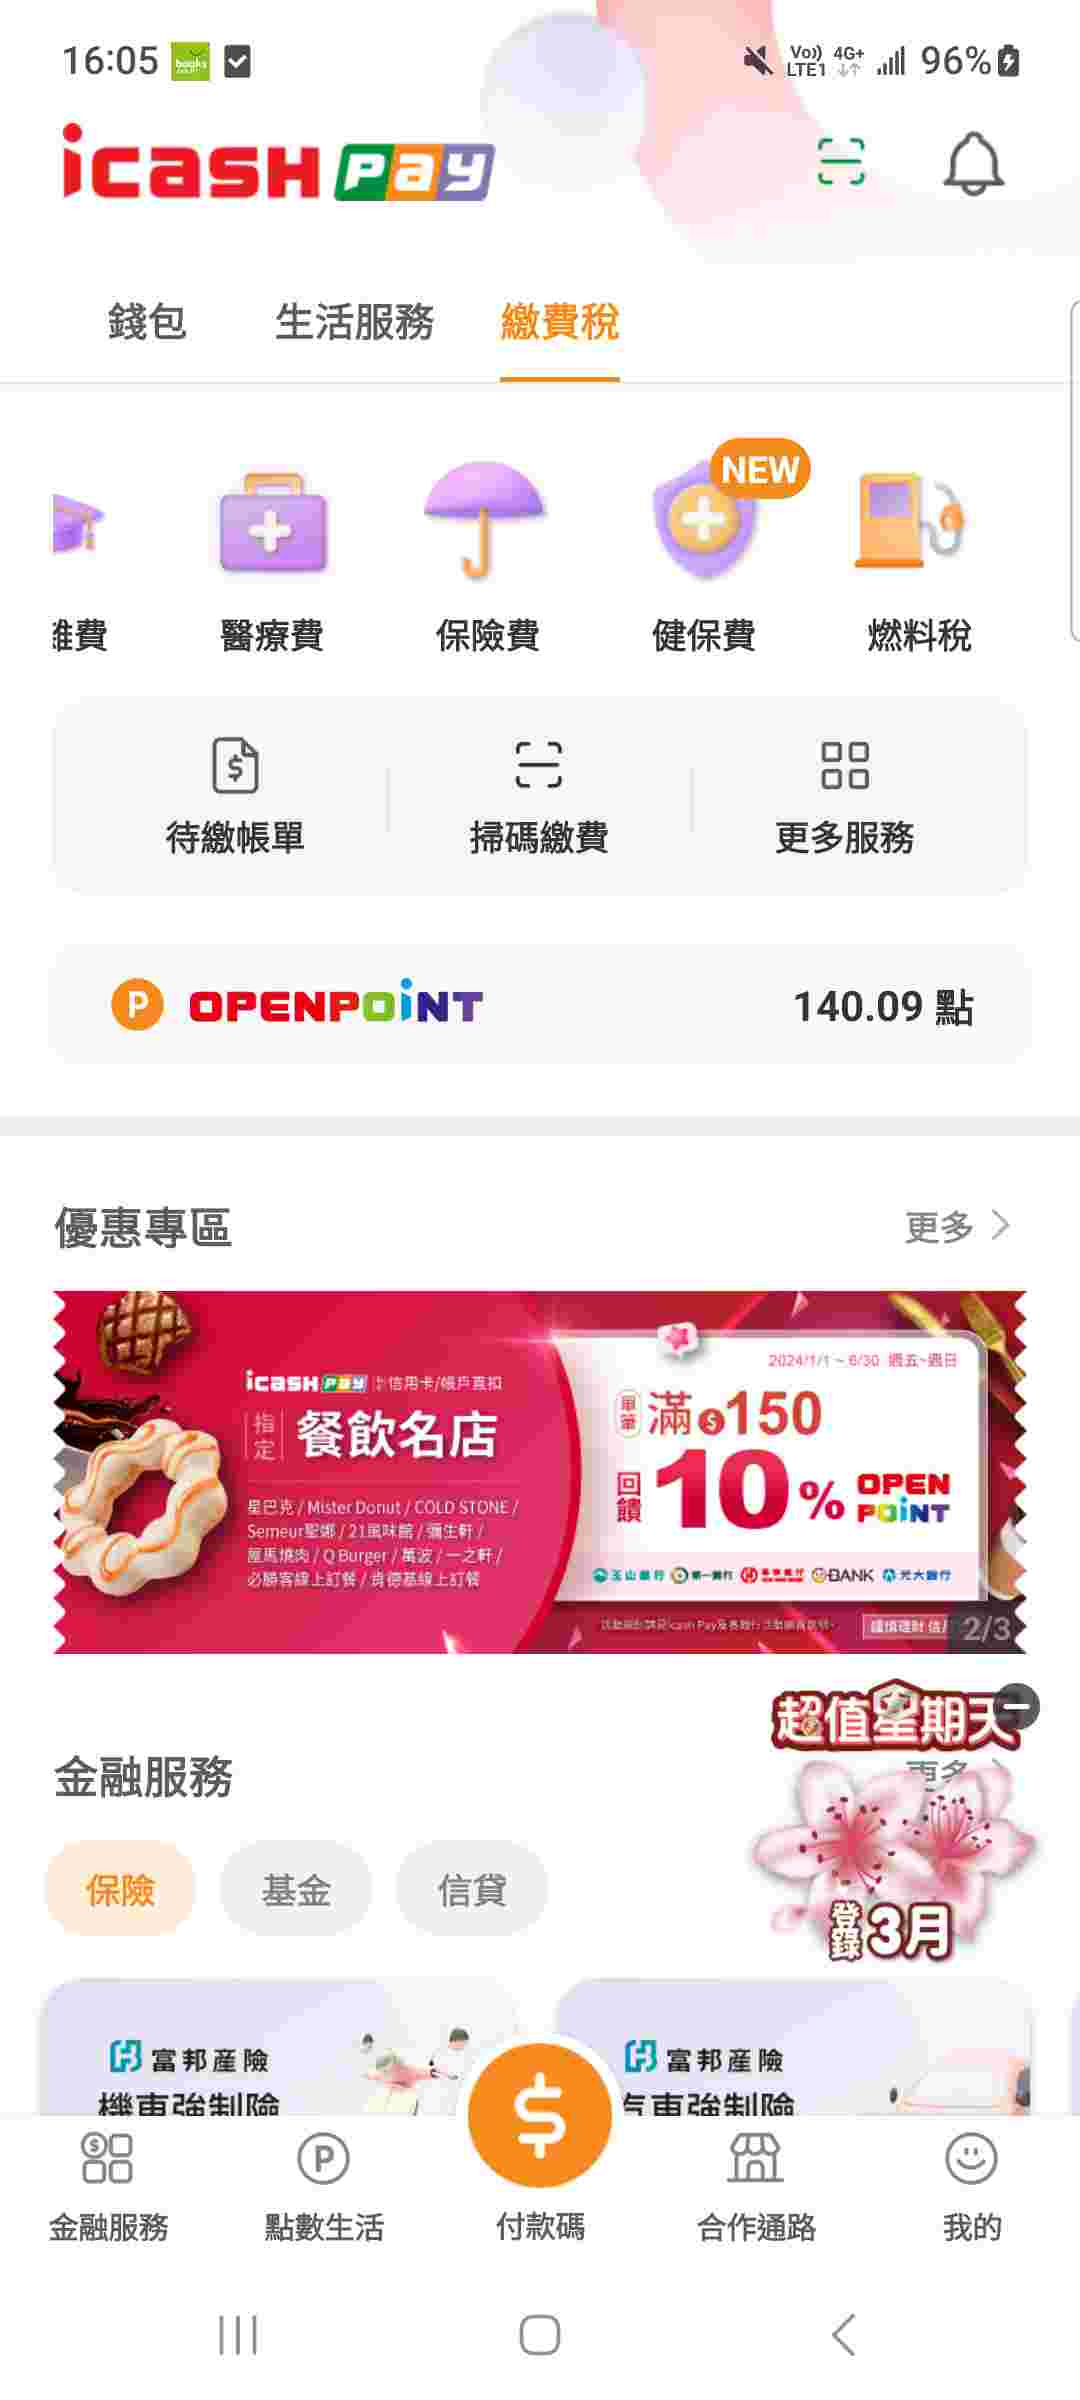 16:05
books
Vo)) LTE1 4G+ 96%
icash Pay
錢包 生活服務 繳費稅
NEW
雜費 醫療費 保險費 健保費 燃料稅
待繳帳單 掃碼繳費 更多服務
P OPENPOINT 140.09 點
優惠專區 更多
2024/1/1 ~ 6/30 週五~週日
icash Pay 信用卡/帳戶直扣
指定 餐飲名店
單筆 滿$150
回饋 10% OPEN POINT
星巴克 / Mister Donut / COLD STONE /
Semeur聖娜 / 21風味館 / 彌生軒 /
Q Burger / 萬波 / 一之軒 /
必勝客線上訂餐 / 肯德基線上訂餐
玉山銀行 第一銀行 BANK 元大銀行
謹慎理財 信 2/3
超值星期天
金融服務 更多
保險 基金 信貸
登錄3月
富邦產險 富邦產險
機車強制險 汽車強制險
金融服務 點數生活 付款碼 合作通路 我的